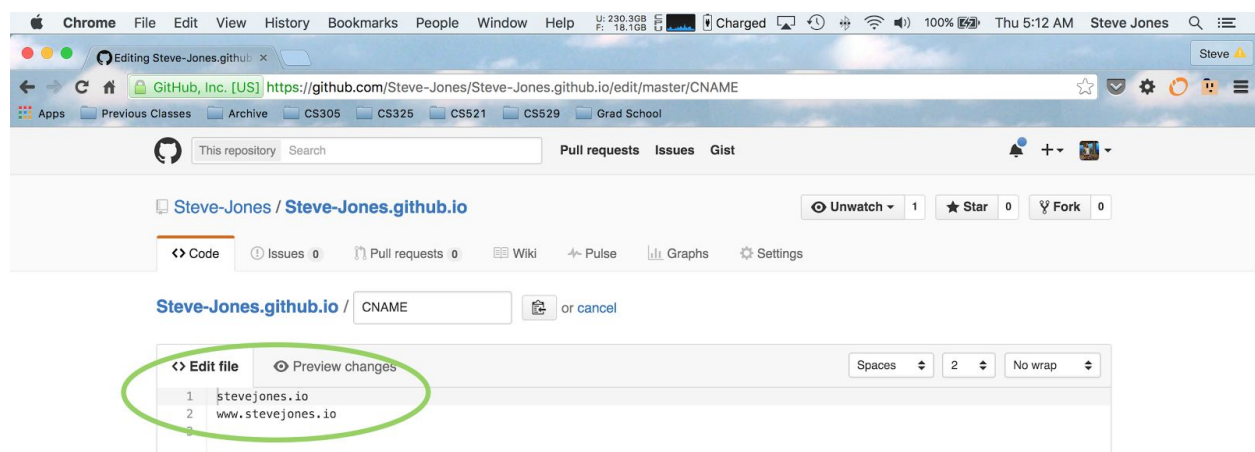 Chrome File Edit View History Bookmarks People Window Help U: 230.3GB F: 18.1GB Charged 100% Thu 5:12 AM Steve Jones
Editing Steve-Jones.github Steve
GitHub, Inc. [US] https://github.com/Steve-Jones/Steve-Jones.github.io/edit/master/CNAME
Apps Previous Classes Archive CS305 CS325 CS521 CS529 Grad School
This repository Search Pull requests Issues Gist
Steve-Jones / Steve-Jones.github.io Unwatch 1 Star 0 Fork 0
Code Issues 0 Pull requests 0 Wiki Pulse Graphs Settings
Steve-Jones.github.io / CNAME or cancel
Edit file Preview changes Spaces 2 No wrap
1 stevejones.io
2 www.stevejones.io
3